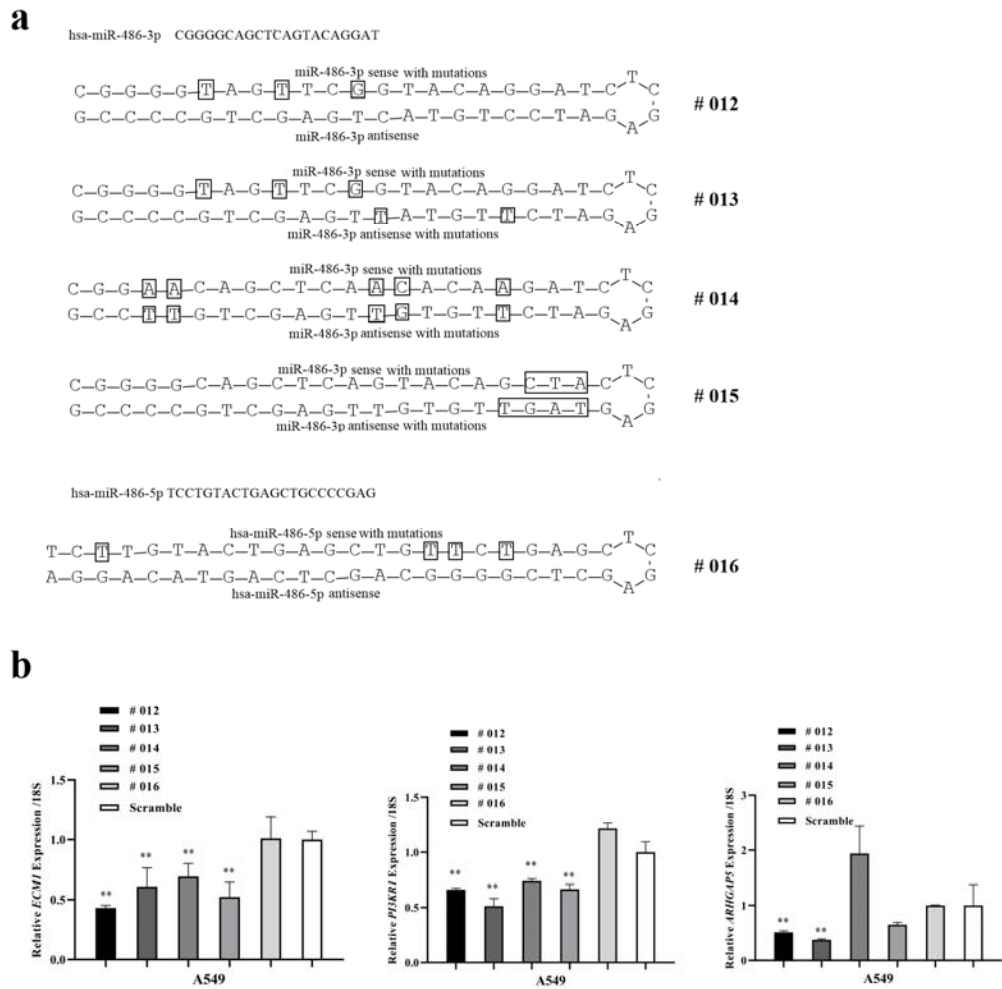 a
hsa-miR-486-3p CGGGGCAGCTCAGTACAGGAT
miR-486-3p sense with mutations
C-G-G-G-G-T-A-G-T-T-C-G-G-T-A-C-A-G-G-A-T-C-T-C
G-C-C-C-C-G-T-C-G-A-G-T-C-A-T-G-T-C-C-T-A-G-A-G
miR-486-3p antisense
# 012
miR-486-3p sense with mutations
C-G-G-G-G-T-A-G-T-T-C-G-G-T-A-C-A-G-G-A-T-C-T-C
G-C-C-C-C-G-T-C-G-A-G-T-T-A-T-G-T-T-C-T-A-G-A-G
miR-486-3p antisense with mutations
# 013
miR-486-3p sense with mutations
C-G-G-A-A-C-A-G-C-T-C-A-A-C-A-C-A-A-G-A-T-C-T-C
G-C-C-T-T-G-T-C-G-A-G-T-T-G-T-G-T-T-C-T-A-G-A-G
miR-486-3p antisense with mutations
# 014
miR-486-3p sense with mutations
C-G-G-G-G-C-A-G-C-T-C-A-G-T-A-C-A-G-C-T-A-C-T-C
G-C-C-C-C-G-T-C-G-A-G-T-T-G-T-G-T-T-G-A-T-G-A-G
miR-486-3p antisense with mutations
# 015
hsa-miR-486-5p TCCTGTACTGAGCTGCCCCGAG
hsa-miR-486-5p sense with mutations
T-C-T-T-G-T-A-C-T-G-A-G-C-T-G-T-T-C-T-G-A-G-C-T-C
A-G-G-A-C-A-T-G-A-C-T-C-G-A-C-G-G-G-G-C-T-C-G-A-G
hsa-miR-486-5p antisense
# 016
b
# 012
# 013
# 014
# 015
# 016
Scramble
Relative ECM1 Expression /18S
1.5
1.0
0.5
0.0
**
**
**
**
A549
# 012
# 013
# 014
# 015
# 016
Scramble
Relative PI3KR1 Expression /18S
1.5
1.0
0.5
0.0
**
**
**
**
A549
# 012
# 013
# 014
# 015
# 016
Scramble
Relative ARHGAP5 Expression /18S
3
2
1
0
**
**
A549